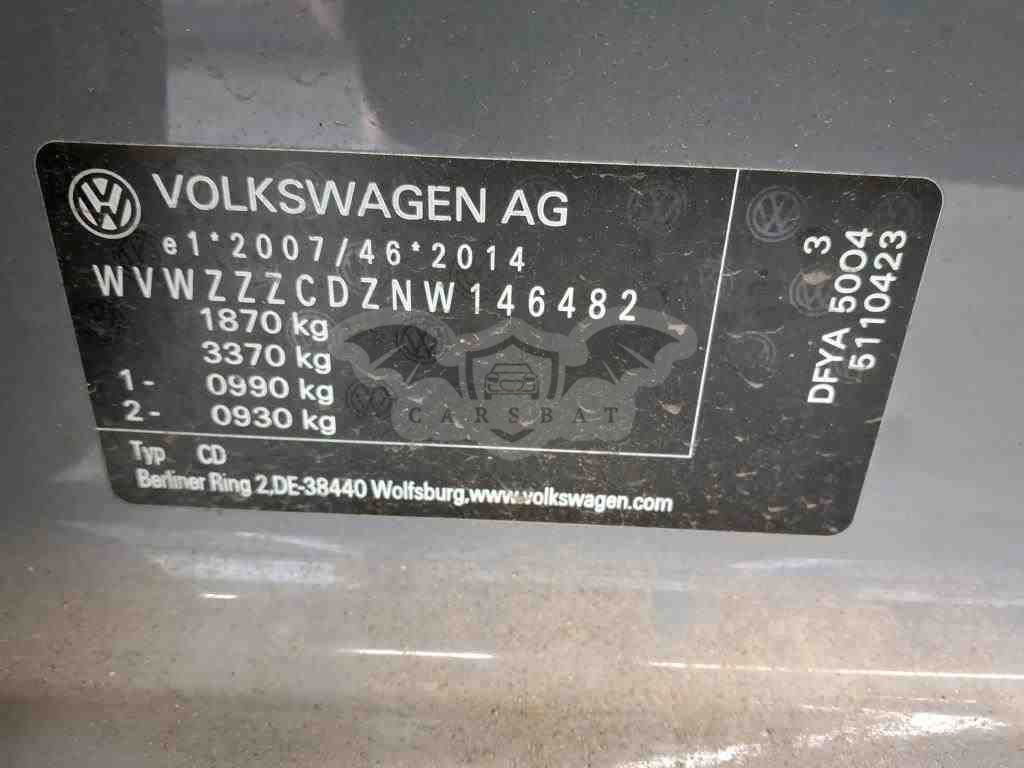 VOLKSWAGEN AG
e1*2007/46*2014
WVWZZZCDZNW146482
1870 kg
3370 kg
1- 0990 kg
2- 0930 kg
Typ CD
Berliner Ring 2,DE-38440 Wolfsburg,www.volkswagen.com
3
DFYA 5004
5110423
CARSBAT